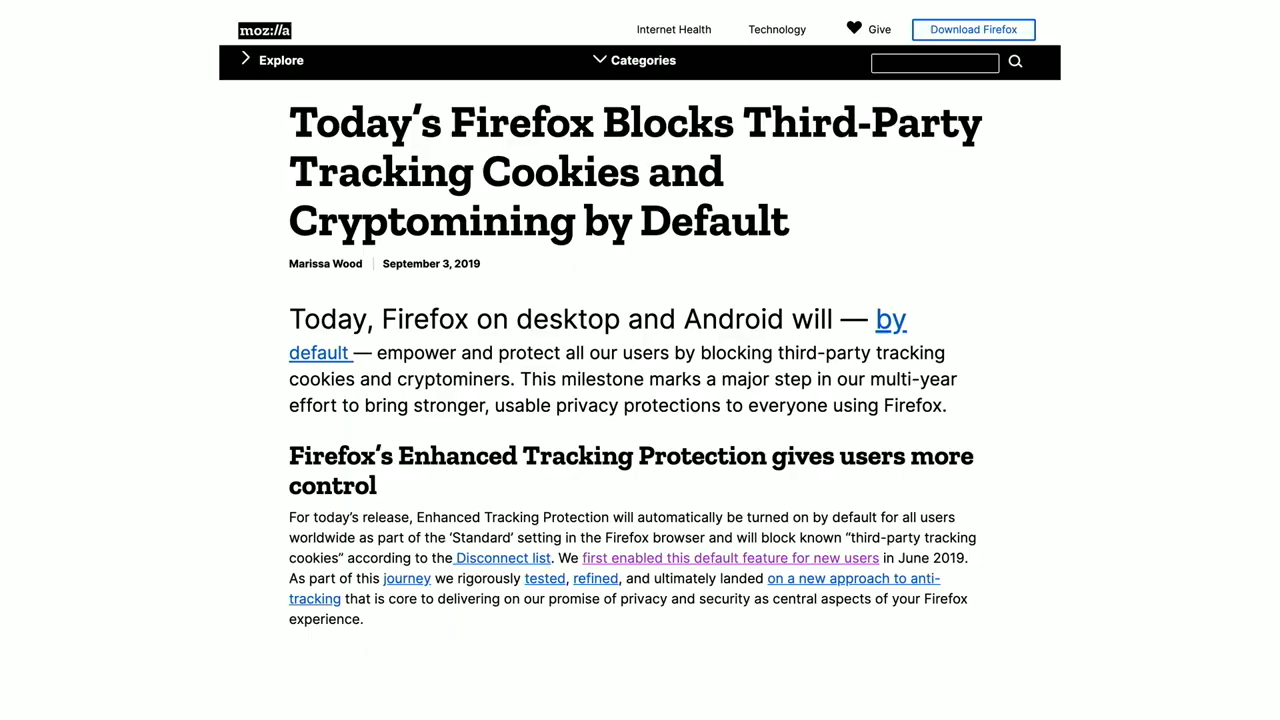 moz://a
Internet Health
Technology
Give
Download Firefox
Explore
Categories
Today’s Firefox Blocks Third-Party
Tracking Cookies and
Cryptomining by Default
Marissa Wood
September 3, 2019
Today, Firefox on desktop and Android will — by
default — empower and protect all our users by blocking third-party tracking
cookies and cryptominers. This milestone marks a major step in our multi-year
effort to bring stronger, usable privacy protections to everyone using Firefox.
Firefox’s Enhanced Tracking Protection gives users more
control
For today’s release, Enhanced Tracking Protection will automatically be turned on by default for all users
worldwide as part of the ‘Standard’ setting in the Firefox browser and will block known “third-party tracking
cookies” according to the Disconnect list. We first enabled this default feature for new users in June 2019.
As part of this journey we rigorously tested, refined, and ultimately landed on a new approach to anti-
tracking that is core to delivering on our promise of privacy and security as central aspects of your Firefox
experience.